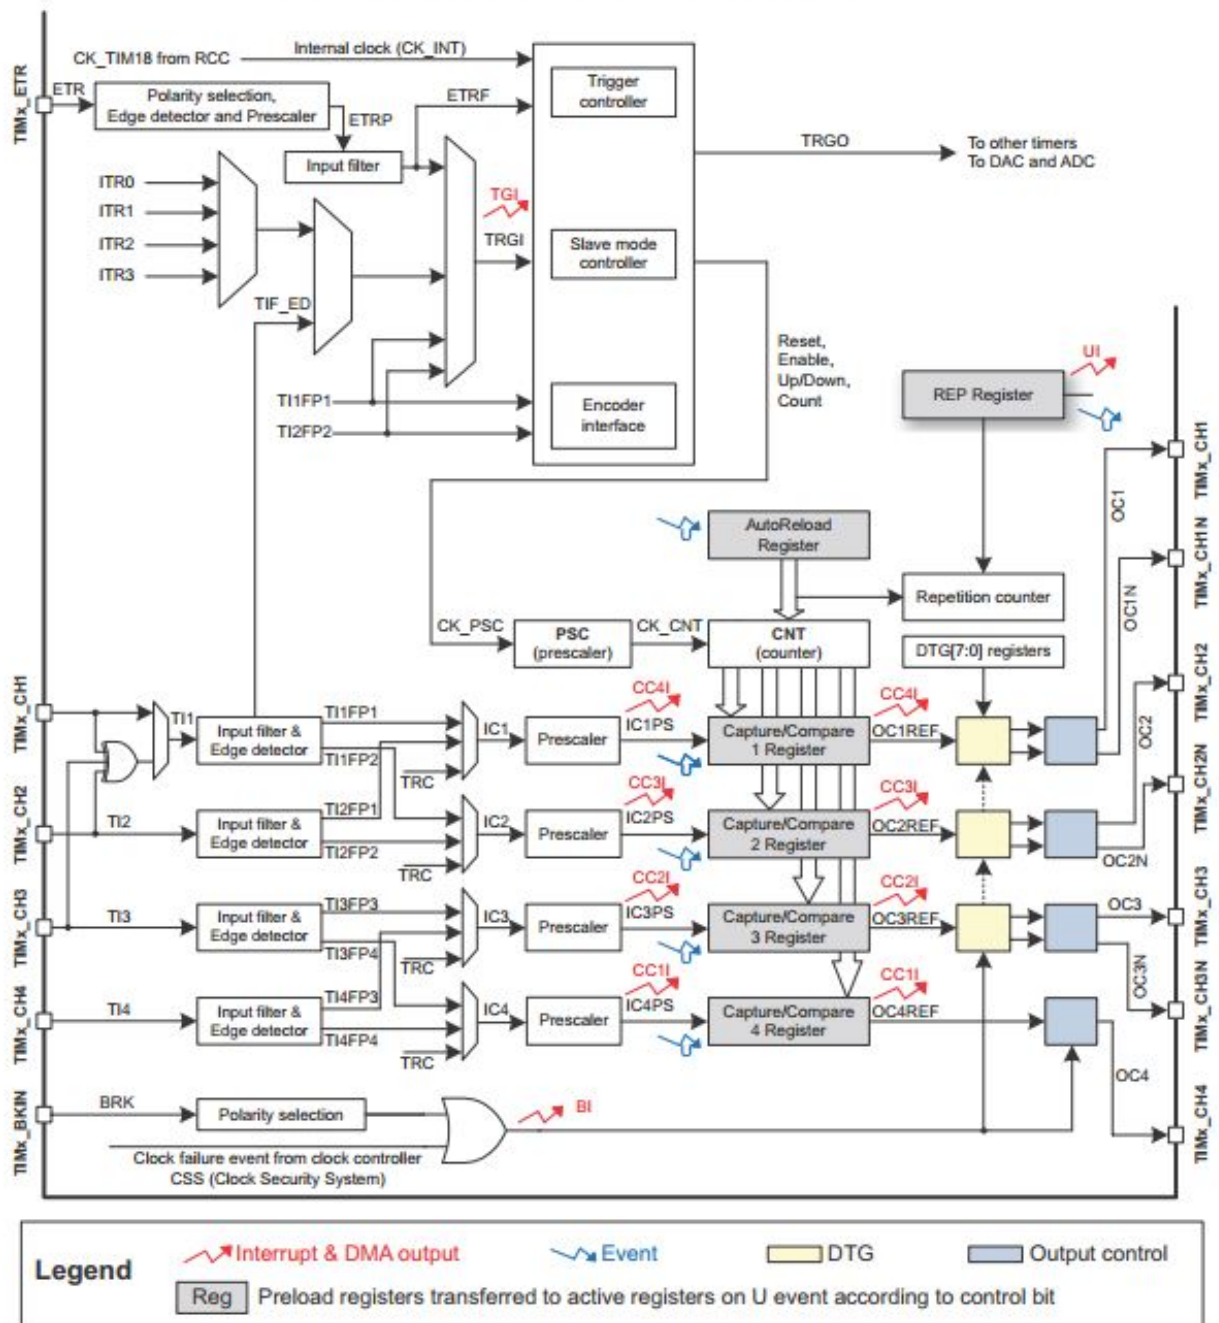 TIMx_ETR
ETR
CK_TIM18 from RCC
Internal clock (CK_INT)
Polarity selection,
Edge detector and Prescaler
ETRP
ETRF
Input filter
Trigger
controller
TRGO
To other timers
To DAC and ADC
ITR0
ITR1
ITR2
ITR3
TGI
TRGI
Slave mode
controller
TIF_ED
Reset,
Enable,
Up/Down,
Count
TI1FP1
TI2FP2
Encoder
interface
UI
REP Register
AutoReload
Register
Repetition counter
CK_PSC
PSC
(prescaler)
CK_CNT
CNT
(counter)
DTG[7:0] registers
OC1
TIMx_CH1
OC1N
TIMx_CH1N
OC2
TIMx_CH2
TIMx_CH2N
TIMx_CH1
TI1
Input filter &
Edge detector
TI1FP1
TI1FP2
TRC
IC1
Prescaler
CC4I
IC1PS
Capture/Compare
1 Register
CC4I
OC1REF
TIMx_CH2
TI2
Input filter &
Edge detector
TI2FP1
TI2FP2
TRC
IC2
Prescaler
CC3I
IC2PS
Capture/Compare
2 Register
CC3I
OC2REF
OC2N
TIMx_CH3
TI3
Input filter &
Edge detector
TI3FP3
TI3FP4
TRC
IC3
Prescaler
CC2I
IC3PS
Capture/Compare
3 Register
CC2I
OC3REF
OC3
TIMx_CH3
OC3N
TIMx_CH3N
TIMx_CH4
TI4
Input filter &
Edge detector
TI4FP3
TI4FP4
TRC
IC4
Prescaler
CC1I
IC4PS
Capture/Compare
4 Register
CC1I
OC4REF
OC4
TIMx_CH4
TIMx_BKIN
BRK
Polarity selection
BI
Clock failure event from clock controller
CSS (Clock Security System)
Legend
Interrupt & DMA output
Event
DTG
Output control
Reg
Preload registers transferred to active registers on U event according to control bit